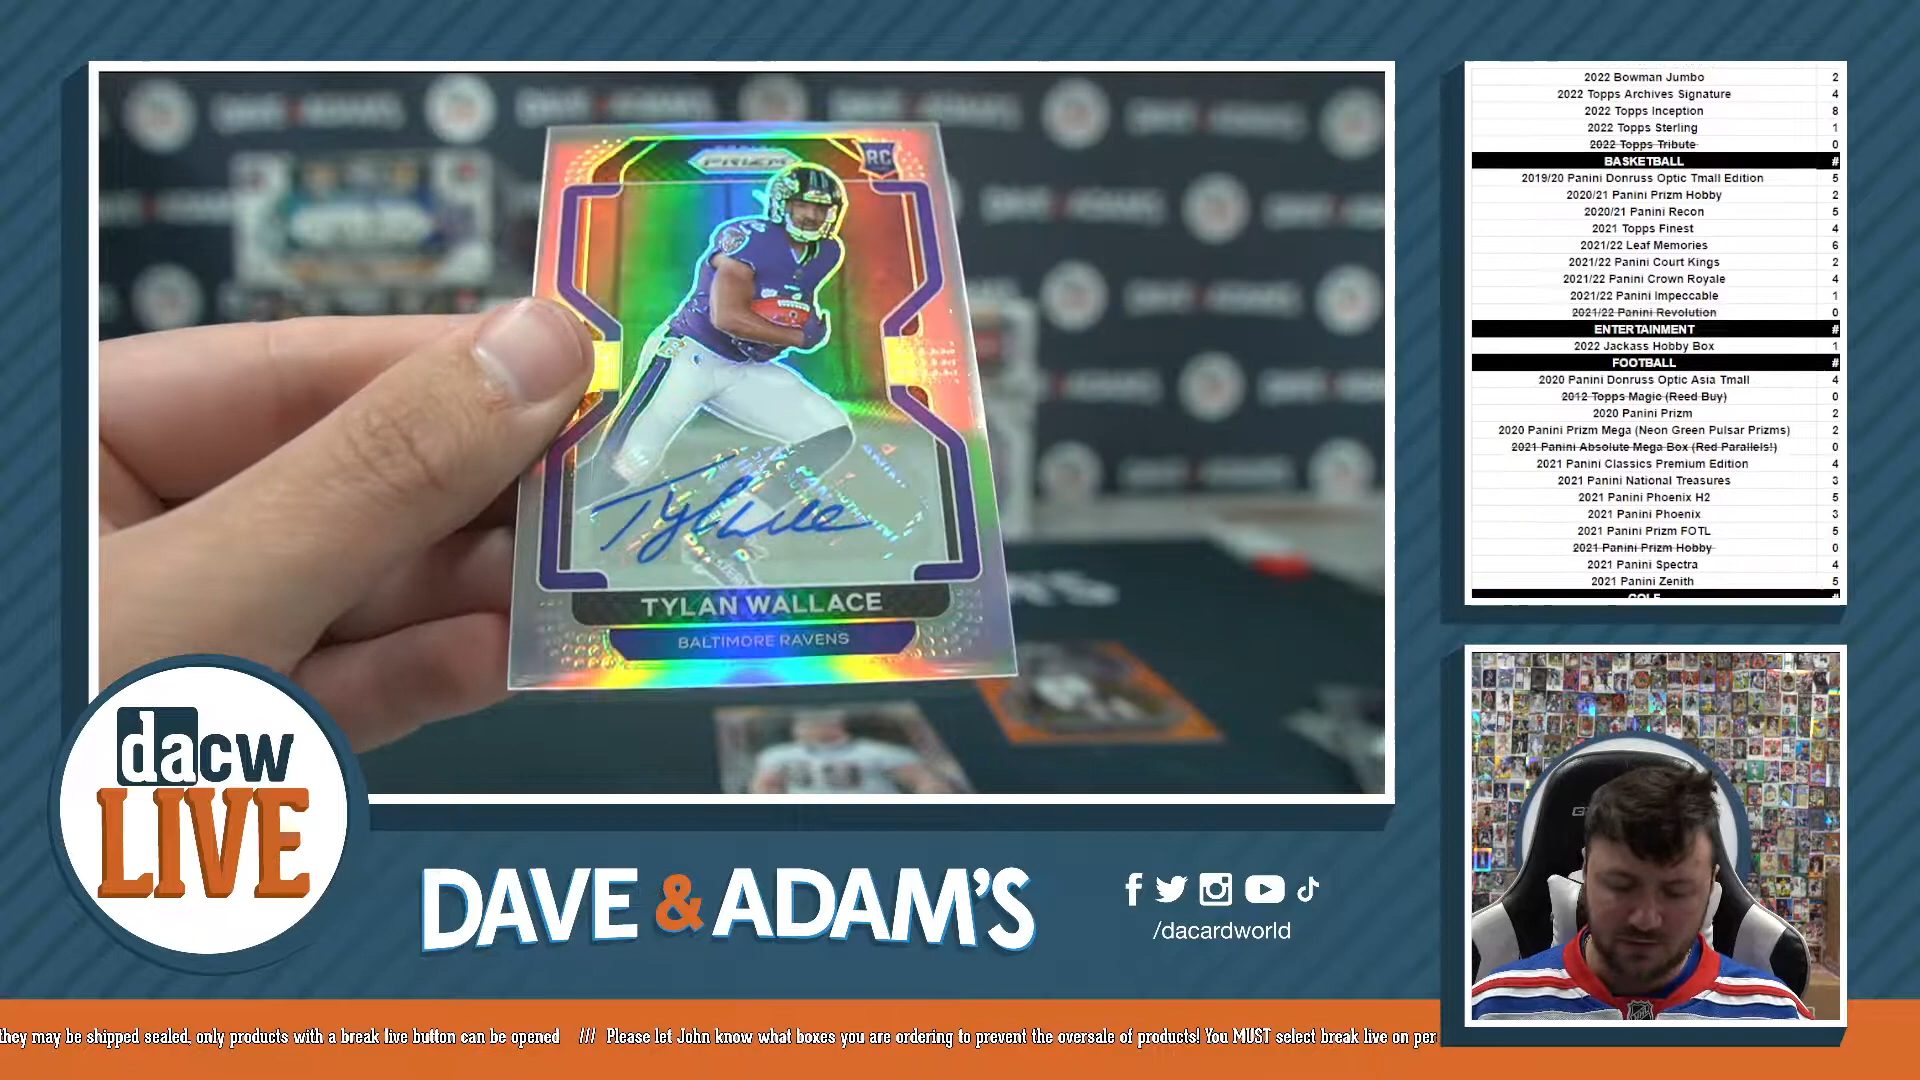 PRIZM
RC
TYLAN WALLACE
BALTIMORE RAVENS
dacw
LIVE
DAVE & ADAM'S
/dacardworld
they may be shipped sealed, only products with a break live button can be opened /// Please let John know what boxes you are ordering to prevent the oversale of products! You MUST select break live on per
2022 Bowman Jumbo 2
2022 Topps Archives Signature 4
2022 Topps Inception 8
2022 Topps Sterling 1
2022 Topps Tribute 0
BASKETBALL #
2019/20 Panini Donruss Optic Tmall Edition 5
2020/21 Panini Prizm Hobby 2
2020/21 Panini Recon 5
2021 Topps Finest 4
2021/22 Leaf Memories 6
2021/22 Panini Court Kings 2
2021/22 Panini Crown Royale 4
2021/22 Panini Impeccable 1
2021/22 Panini Revolution 0
ENTERTAINMENT #
2022 Jackass Hobby Box 1
FOOTBALL #
2020 Panini Donruss Optic Asia Tmall 4
2012 Topps Magic (Reed Buy) 0
2020 Panini Prizm 2
2020 Panini Prizm Mega (Neon Green Pulsar Prizms) 2
2021 Panini Absolute Mega Box (Red Parallels!) 0
2021 Panini Classics Premium Edition 4
2021 Panini National Treasures 3
2021 Panini Phoenix H2 5
2021 Panini Phoenix 3
2021 Panini Prizm FOTL 5
2021 Panini Prizm Hobby 0
2021 Panini Spectra 4
2021 Panini Zenith 5
GOLF #